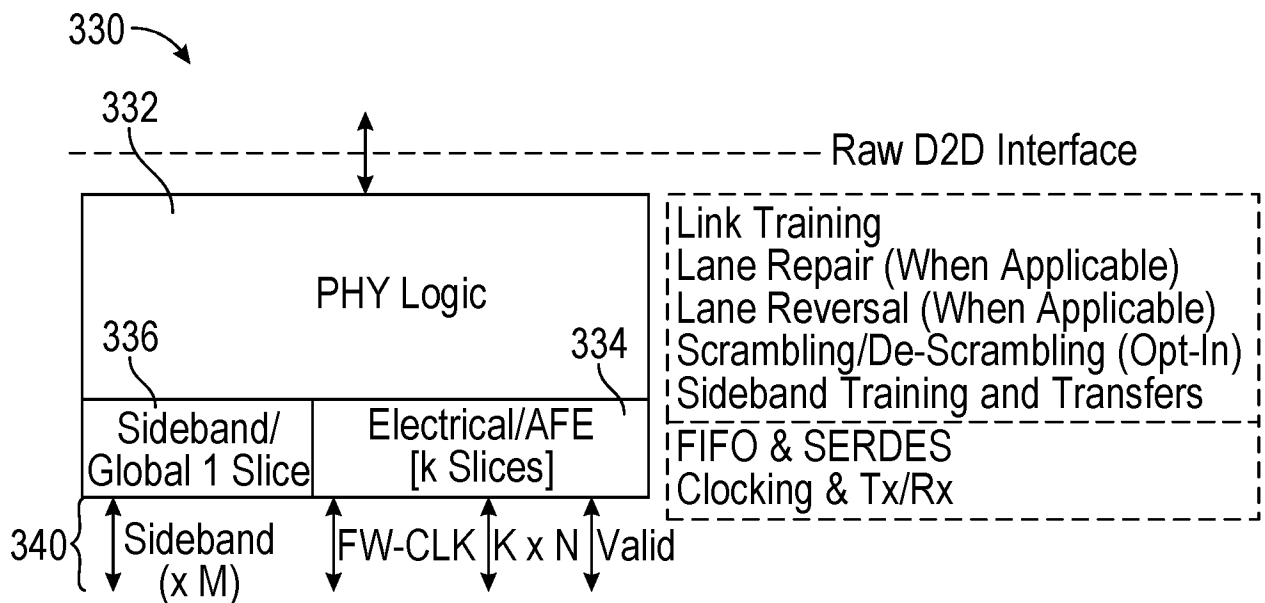 330
332
Raw D2D Interface
PHY Logic
Link Training
Lane Repair (When Applicable)
Lane Reversal (When Applicable)
Scrambling/De-Scrambling (Opt-In)
Sideband Training and Transfers
336
334
Sideband/
Global 1 Slice
Electrical/AFE
[k Slices]
FIFO & SERDES
Clocking & Tx/Rx
340
Sideband
(x M)
FW-CLK
K x N
Valid